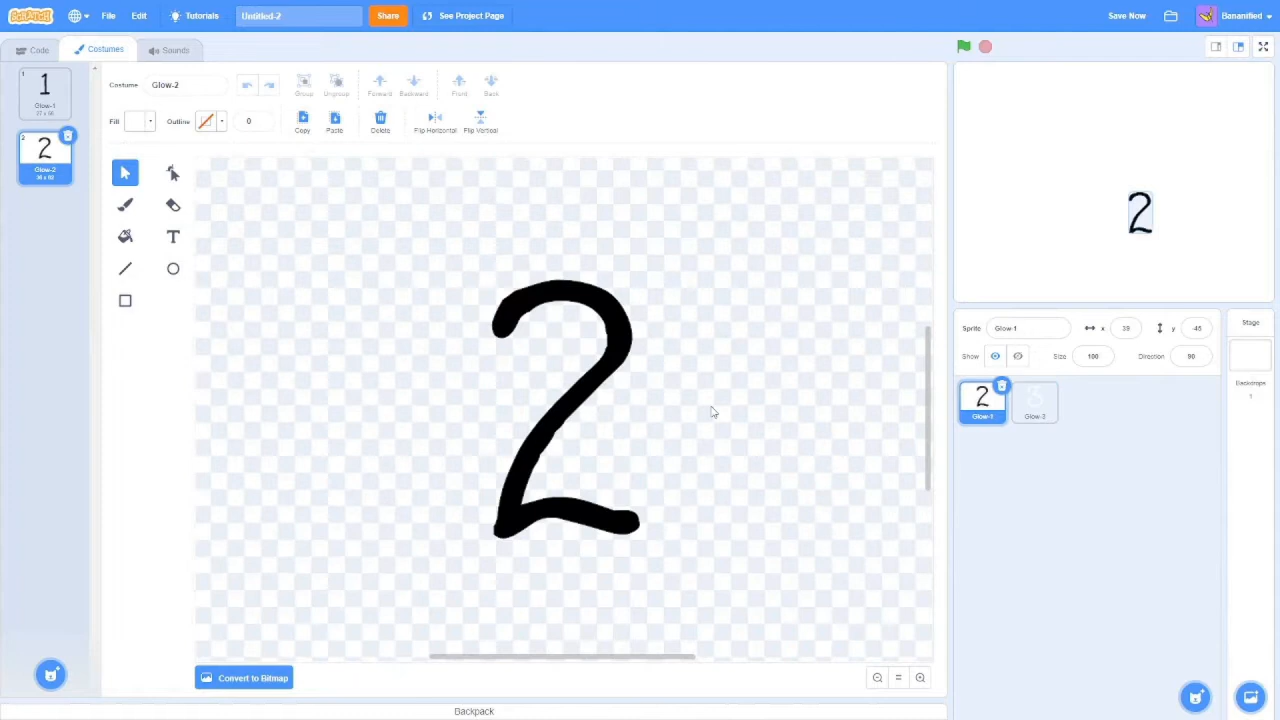 SCRATCH File Edit Tutorials Untitled-2 Share See Project Page Save Now Bananified
Code Costumes Sounds
1
1
Glow-1
2
2
Glow-2
Costume Glow-2 Group Ungroup Forward Backward Front Back
Fill Outline 0 Copy Paste Delete Flip Horizontal Flip Vertical
T
2
Convert to Bitmap
Backpack
2
Sprite Glow-1 x 39 y
Show Size 100 Direction 90
2
Glow-1
Stage
Backdrops
1